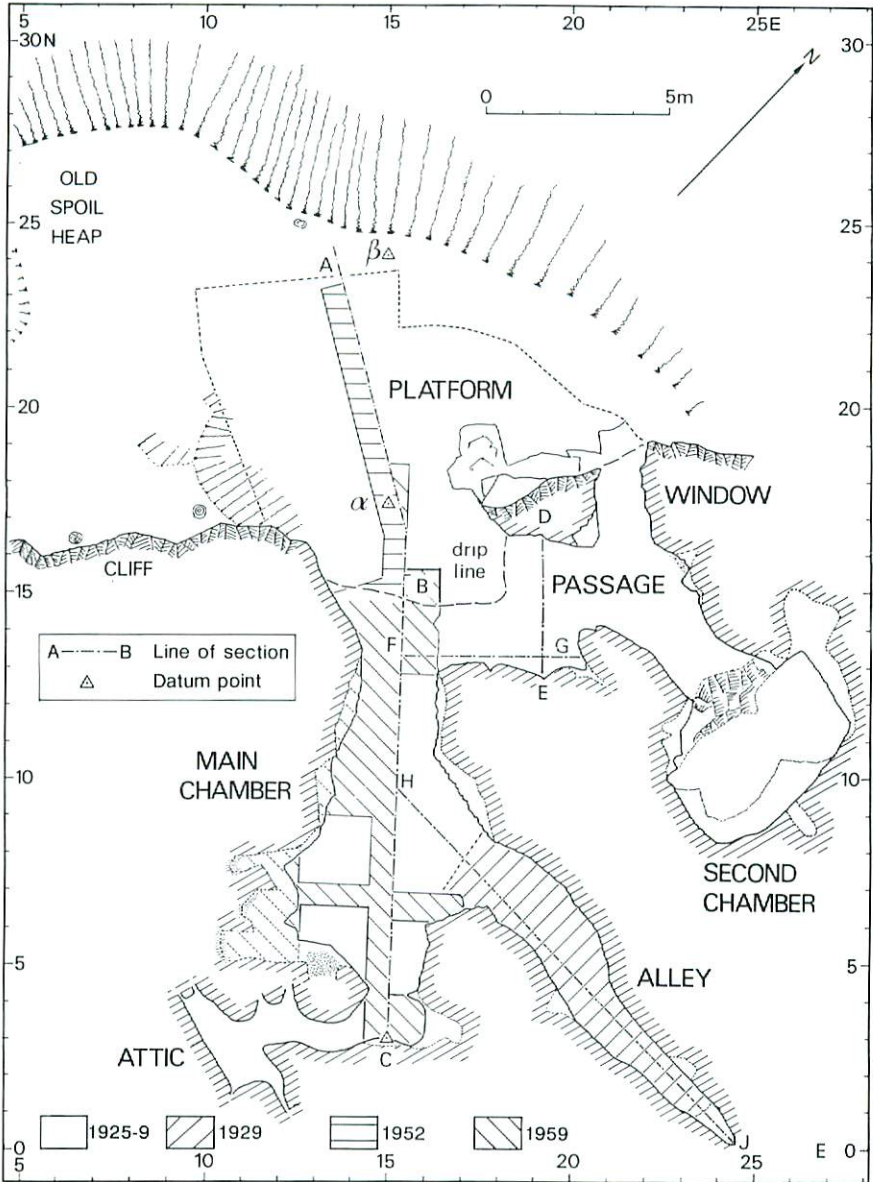 5 10 15 20 25E
30N
30
N
0 5m
OLD
SPOIL
HEAP
25
25
β
A
PLATFORM
20
20
WINDOW
α
D
drip
line
CLIFF
PASSAGE
15
15
B
A B Line of section
Datum point
F
G
E
MAIN
CHAMBER
10
10
H
SECOND
CHAMBER
5
5
ALLEY
ATTIC
C
1925-9
1929
1952
1959
J
0
E 0
5 10 15 20 25